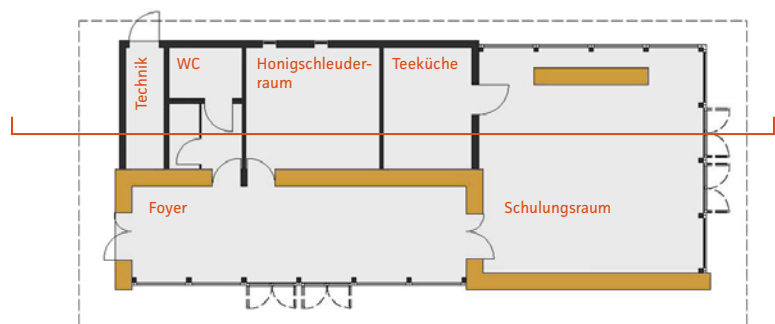 Technik
WC
Honigschleuder-
raum
Teeküche
Foyer
Schulungsraum